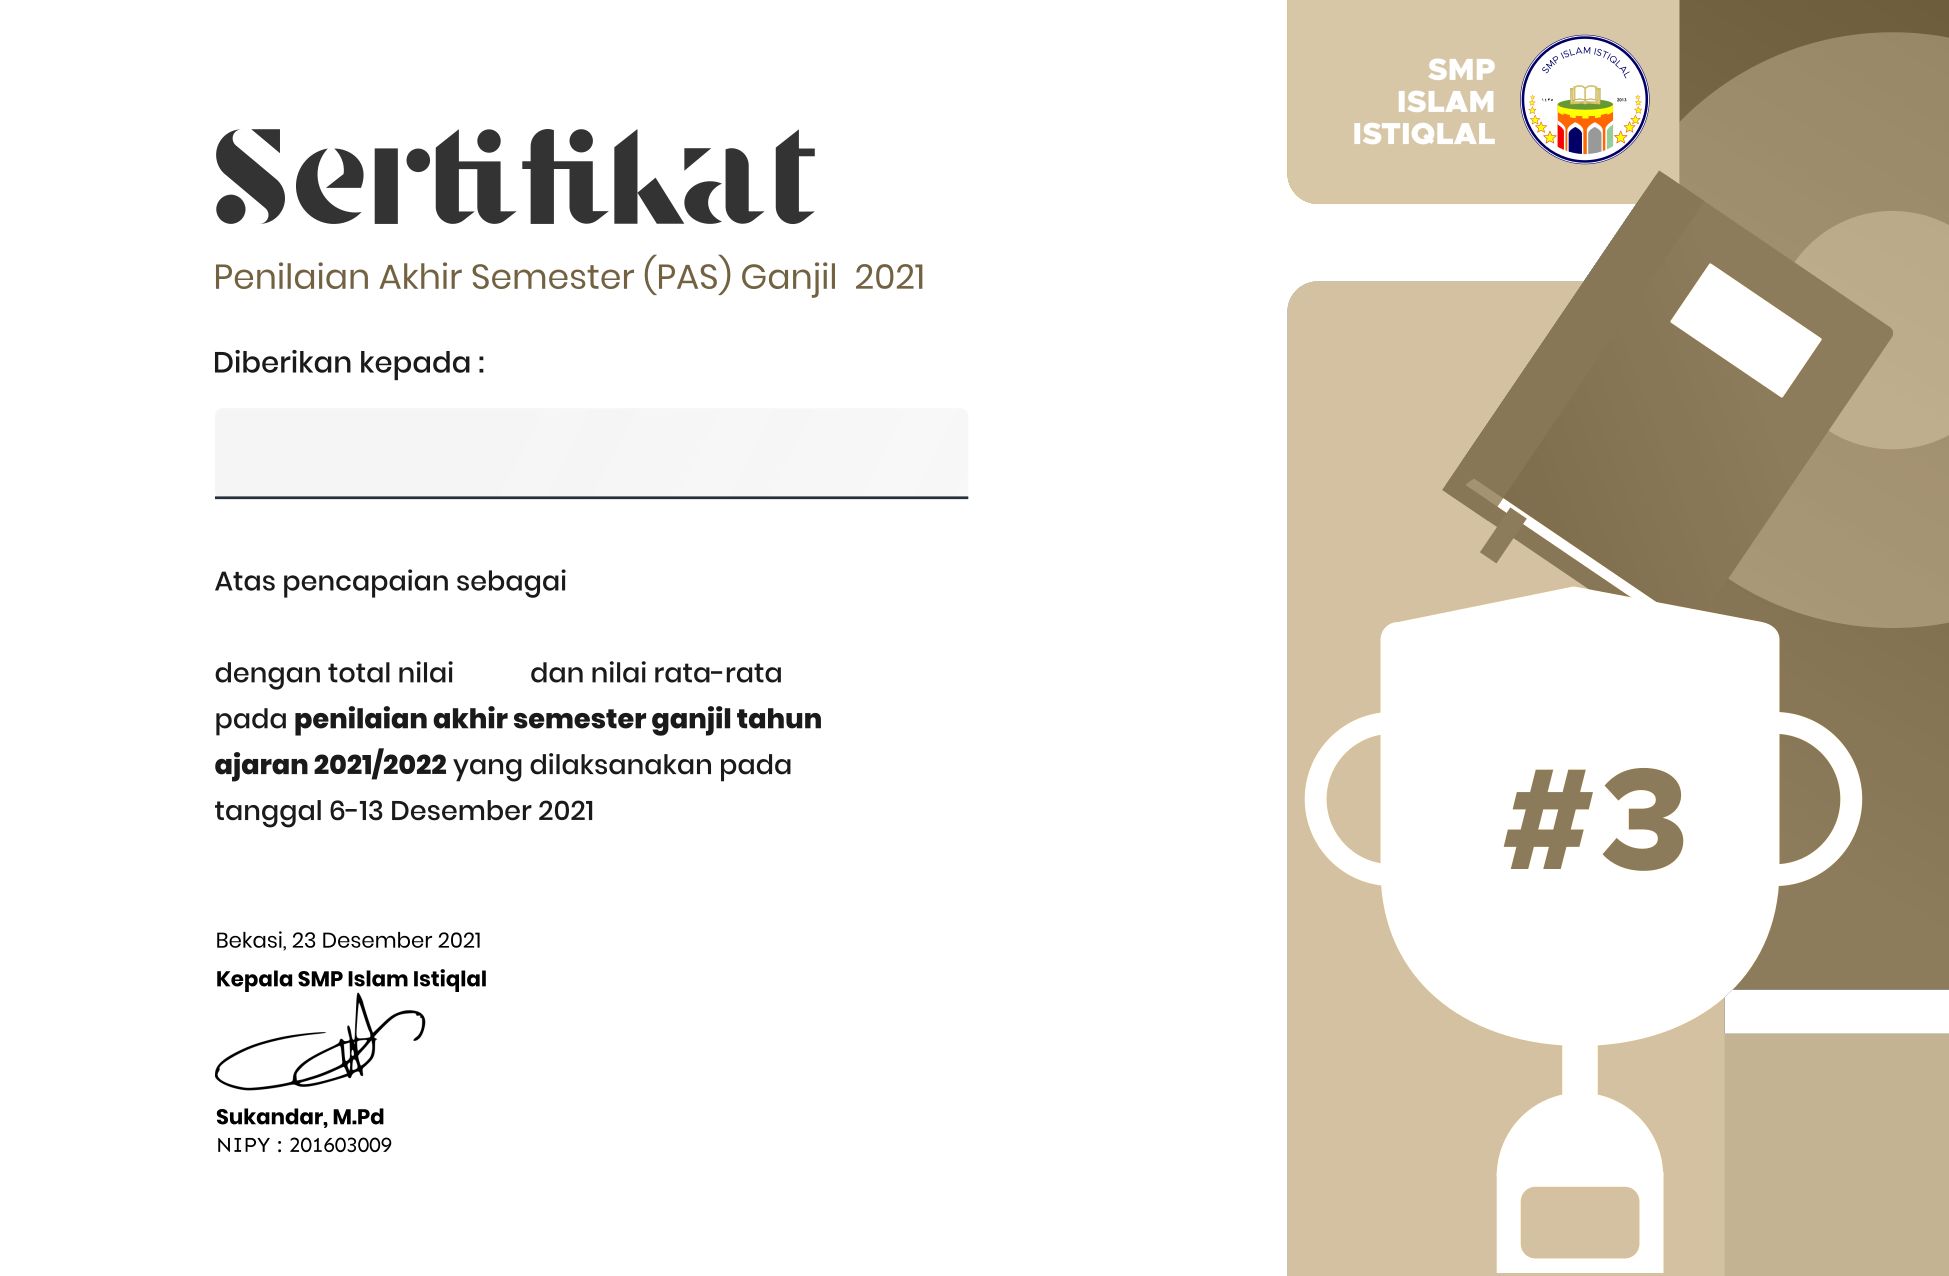 Sertifikat
Penilaian Akhir Semester (PAS) Ganjil 2021
Diberikan kepada :
Atas pencapaian sebagai
dengan total nilai dan nilai rata-rata
pada penilaian akhir semester ganjil tahun
ajaran 2021/2022 yang dilaksanakan pada
tanggal 6-13 Desember 2021
Bekasi, 23 Desember 2021
Kepala SMP Islam Istiqlal
Sukandar, M.Pd
NIPY : 201603009
SMP
ISLAM
ISTIQLAL
SMP ISLAM ISTIQLAL
2013
#3